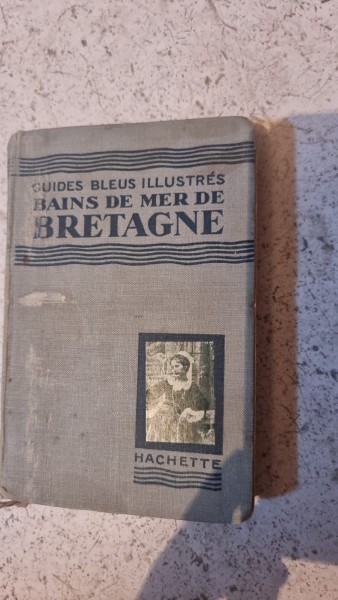 GUIDES BLEUS ILLUSTRÉS
BAINS DE MER DE
BRETAGNE
HACHETTE